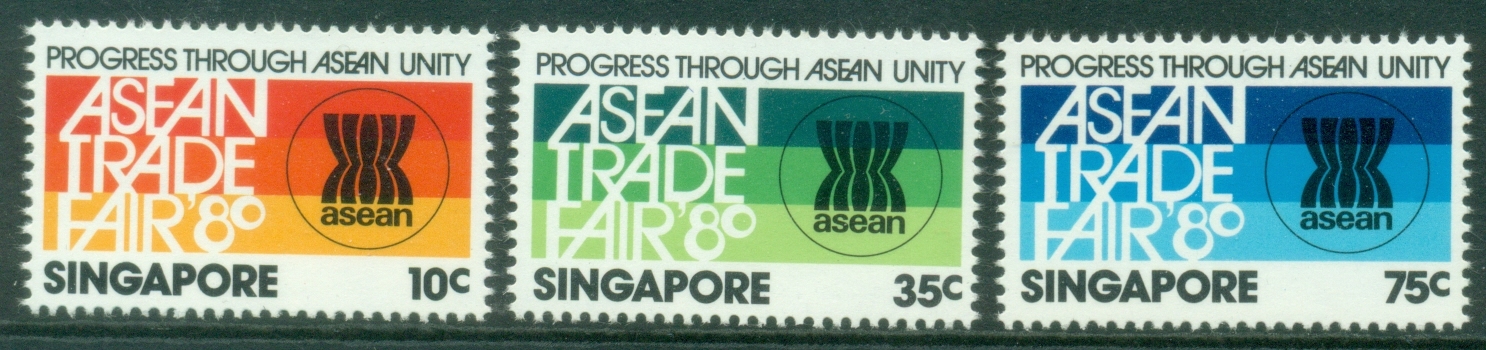 PROGRESS THROUGH ASEAN UNITY
ASEAN
TRADE
FAIR '80
asean
SINGAPORE 10C
PROGRESS THROUGH ASEAN UNITY
ASEAN
TRADE
FAIR '80
asean
SINGAPORE 35C
PROGRESS THROUGH ASEAN UNITY
ASEAN
TRADE
FAIR '80
asean
SINGAPORE 75C